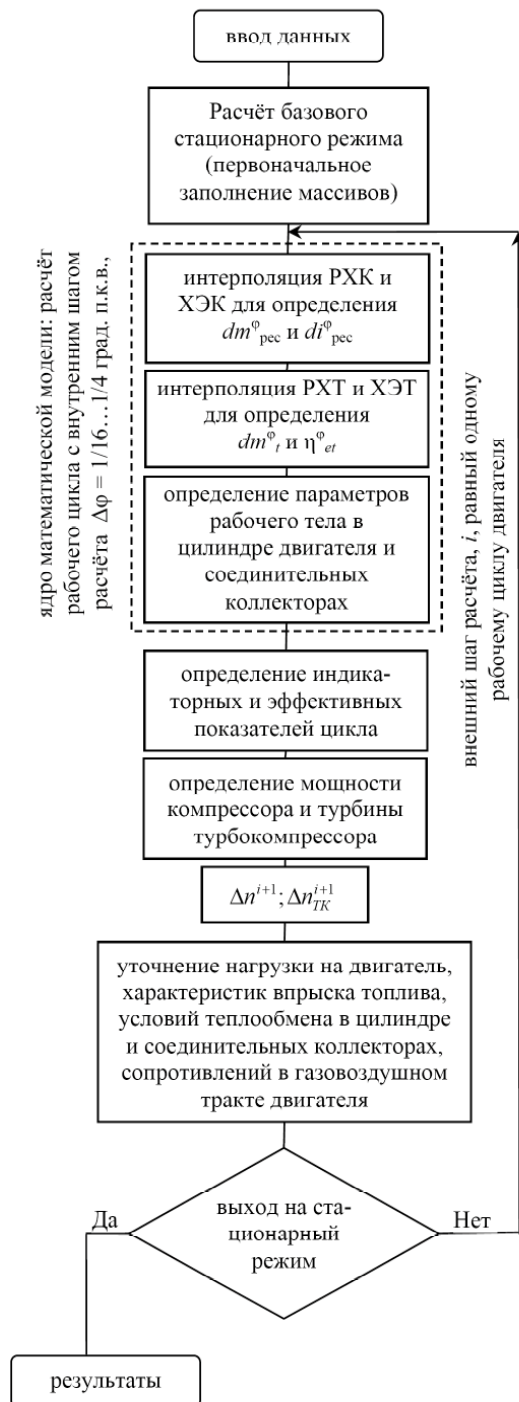 ввод данных
Расчёт базового
стационарного режима
(первоначальное
заполнение массивов)
ядро математической модели: расчёт
рабочего цикла с внутренним шагом
расчёта Δφ = 1/16…1/4 град. п.к.в.,
интерполяция РХК и
ХЭК для определения
dm^φ_рес и di^φ_рес
интерполяция РХТ и ХЭТ
для определения
dm^φ_t и η^φ_et
определение параметров
рабочего тела в
цилиндре двигателя и
соединительных
коллекторах
внешний шаг расчёта, i, равный одному
рабочему циклу двигателя
определение индика-
торных и эффективных
показателей цикла
определение мощности
компрессора и турбины
турбокомпрессора
Δn^{i+1}; Δn_{TK}^{i+1}
уточнение нагрузки на двигатель,
характеристик впрыска топлива,
условий теплообмена в цилиндре
и соединительных коллекторах,
сопротивлений в газовоздушном
тракте двигателя
Да
выход на ста-
ционарный
режим
Нет
результаты